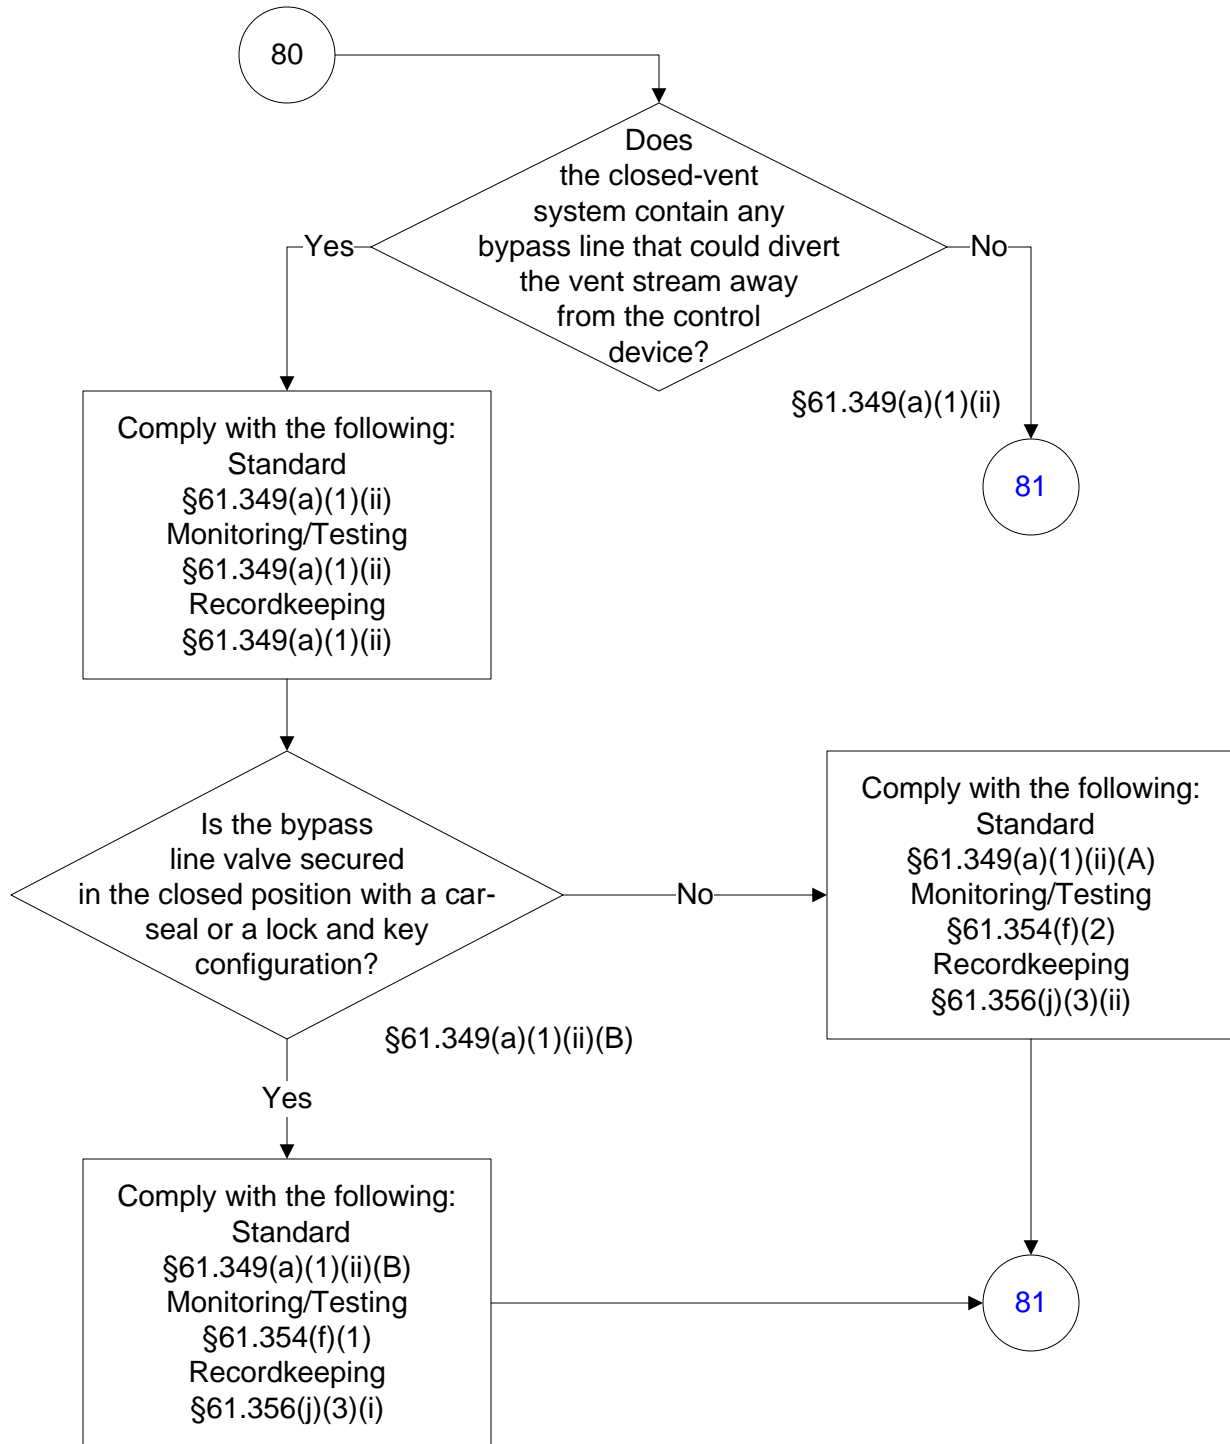 80
Does
the closed-vent
system contain any
bypass line that could divert
the vent stream away
from the control
device?
Yes
No
§61.349(a)(1)(ii)
81
Comply with the following:
Standard
§61.349(a)(1)(ii)
Monitoring/Testing
§61.349(a)(1)(ii)
Recordkeeping
§61.349(a)(1)(ii)
Is the bypass
line valve secured
in the closed position with a car-
seal or a lock and key
configuration?
No
§61.349(a)(1)(ii)(B)
Yes
Comply with the following:
Standard
§61.349(a)(1)(ii)(A)
Monitoring/Testing
§61.354(f)(2)
Recordkeeping
§61.356(j)(3)(ii)
Comply with the following:
Standard
§61.349(a)(1)(ii)(B)
Monitoring/Testing
§61.354(f)(1)
Recordkeeping
§61.356(j)(3)(i)
81